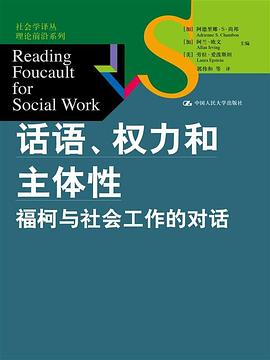 社会学译丛
理论前沿系列
Reading
Foucault
for
Social Work
S
[加] 阿德里娜·S·尚邦
Adrienne S. Chambon
[加] 阿兰·欧文
Allan Irving
[美] 劳拉·爱泼斯坦
Laura Epstein
主编
郭伟和 等 译
中国人民大学出版社
话语、权力和
主体性
福柯与社会工作的对话